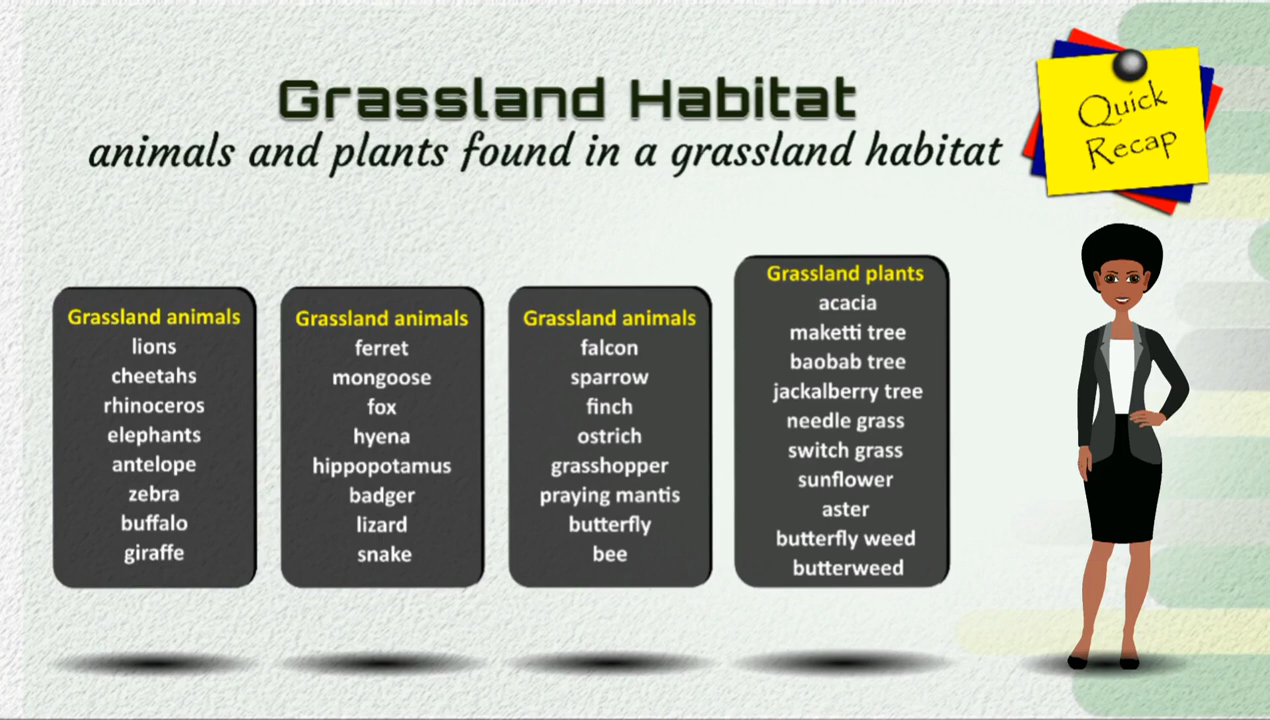 Grassland Habitat
animals and plants found in a grassland habitat
Quick
Recap
Grassland animals
lions
cheetahs
rhinoceros
elephants
antelope
zebra
buffalo
giraffe
Grassland animals
ferret
mongoose
fox
hyena
hippopotamus
badger
lizard
snake
Grassland animals
falcon
sparrow
finch
ostrich
grasshopper
praying mantis
butterfly
bee
Grassland plants
acacia
maketti tree
baobab tree
jackalberry tree
needle grass
switch grass
sunflower
aster
butterfly weed
butterweed